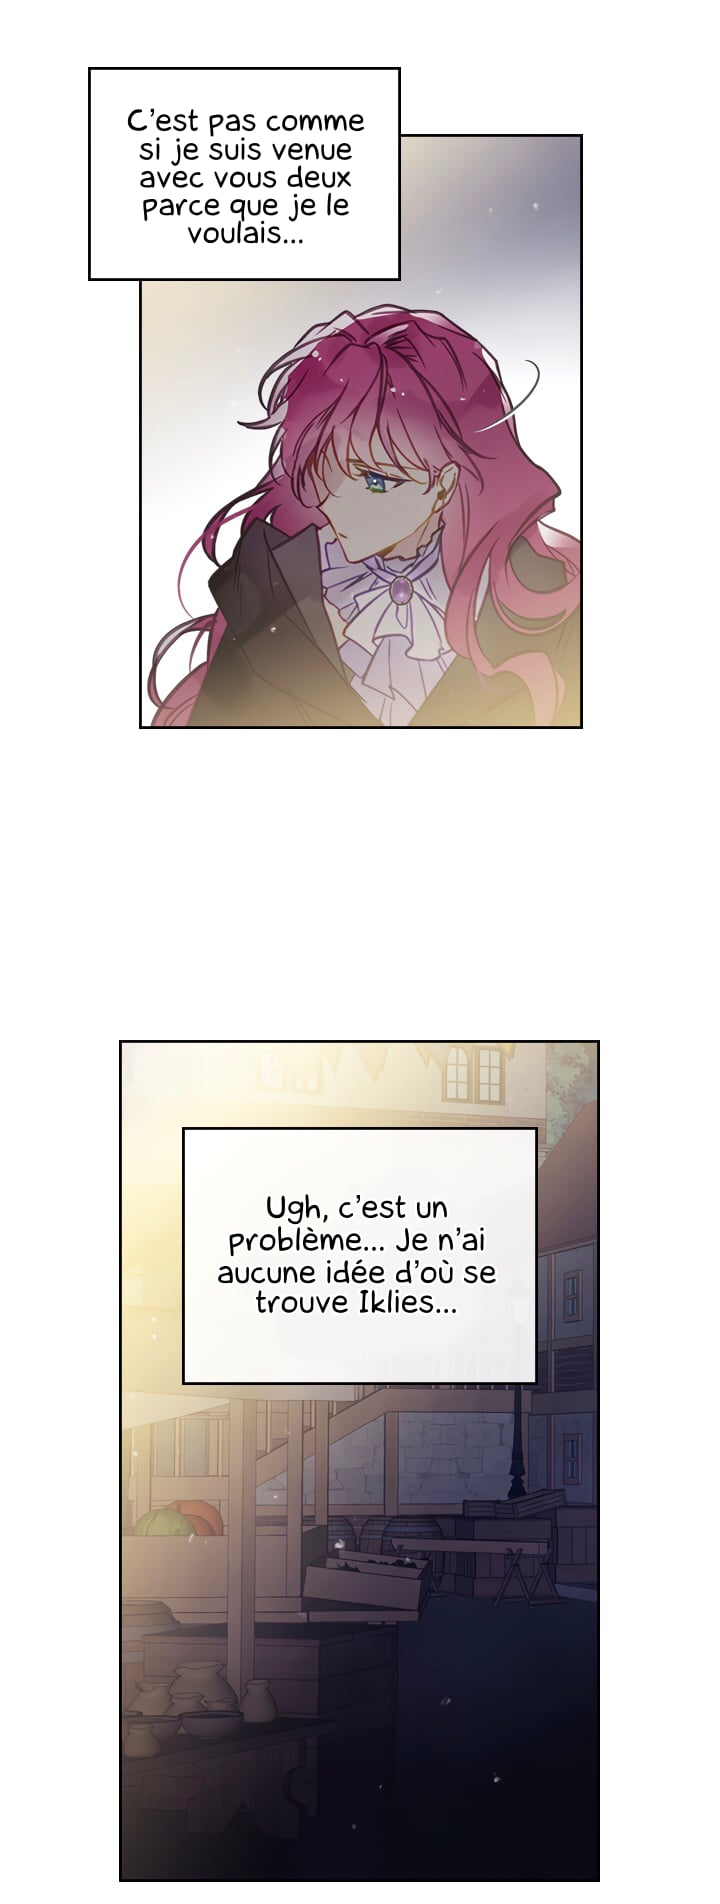 C'est pas comme
si je suis venue
avec vous deux
parce que je le
voulais...
Ugh, c'est un
problème... Je n'ai
aucune idée d'où se
trouve Iklies...